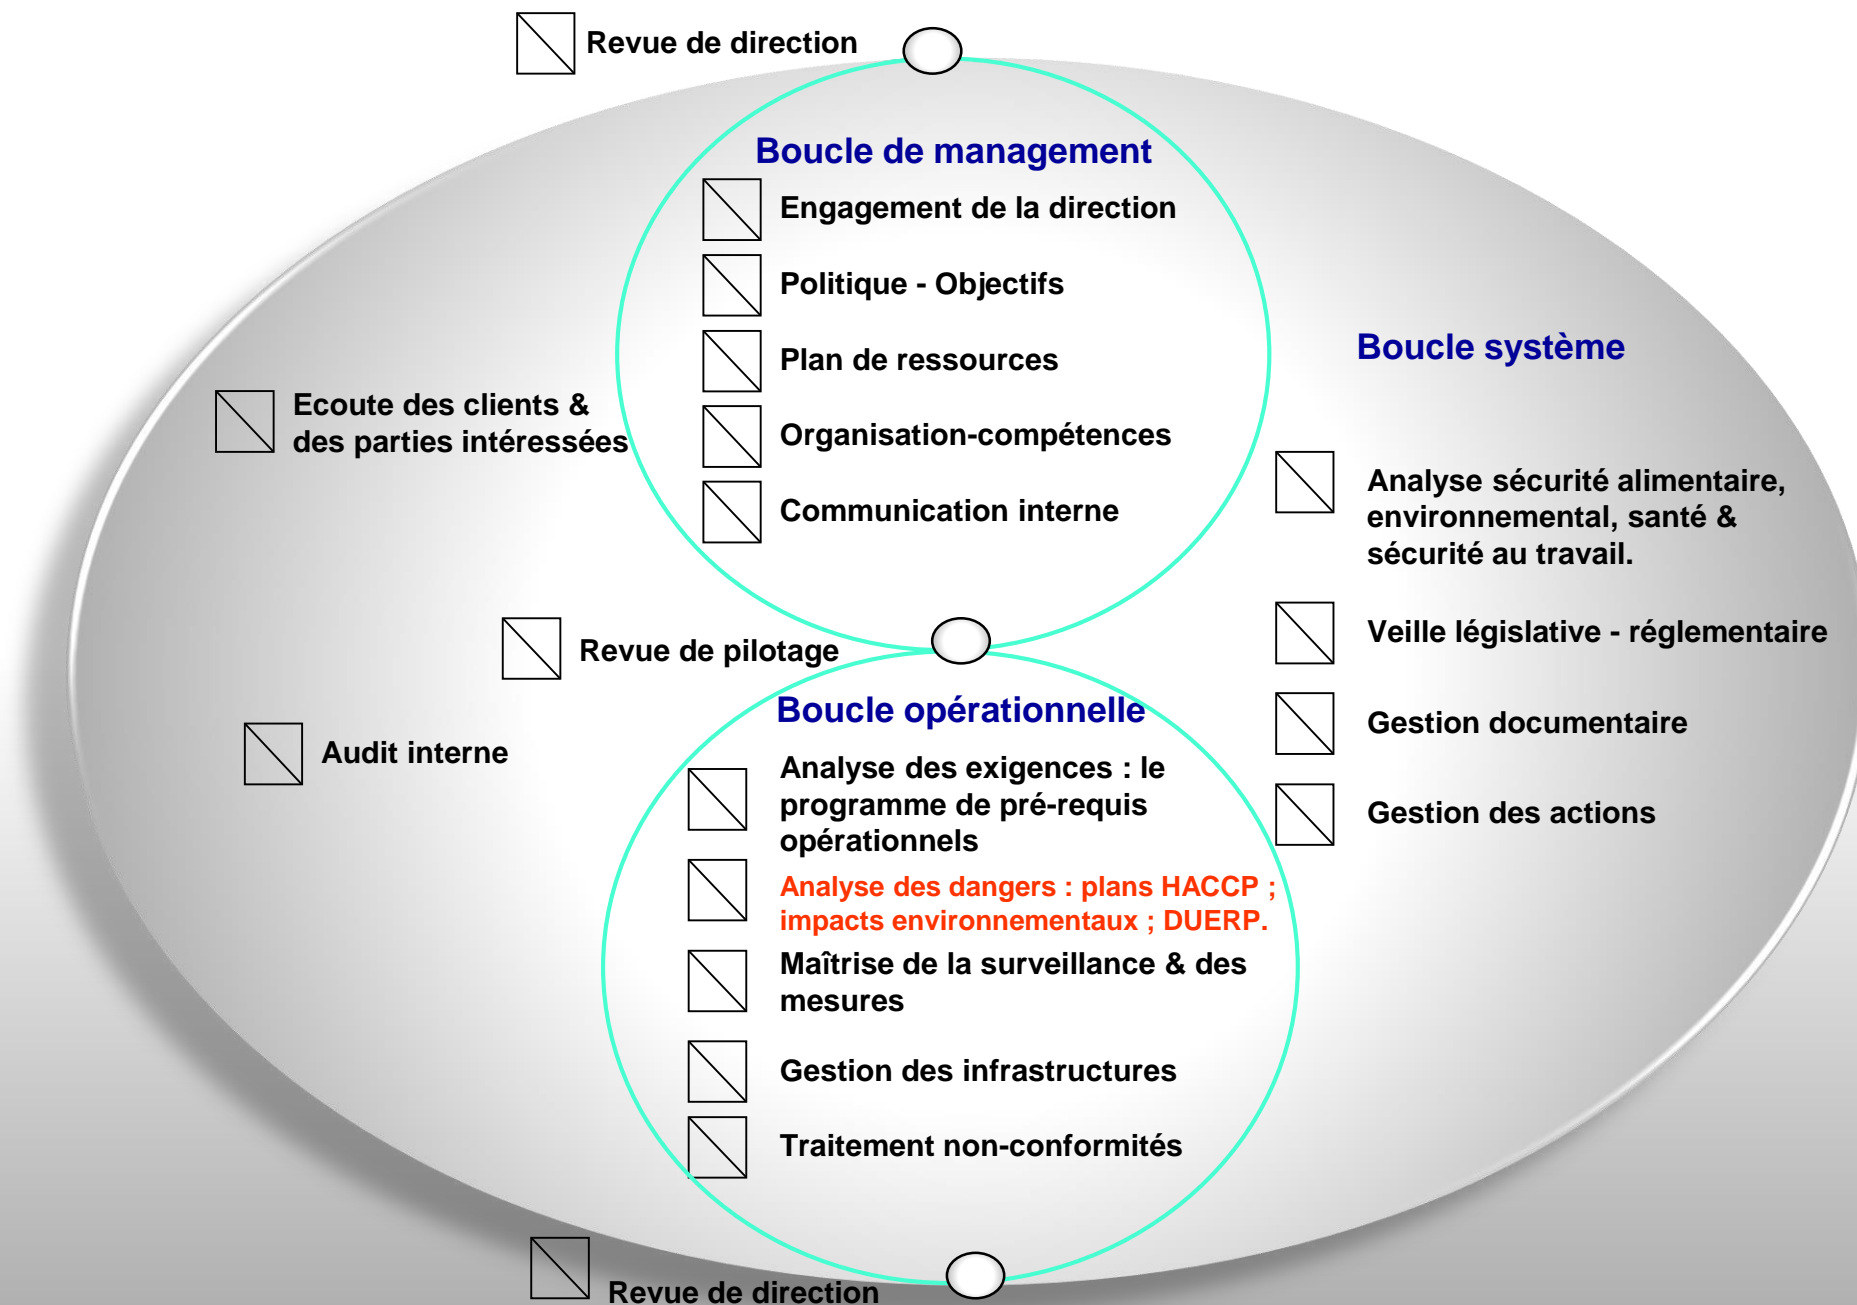 Revue de direction
Boucle de management
Engagement de la direction
Politique - Objectifs
Plan de ressources
Organisation-compétences
Communication interne
Ecoute des clients &
des parties intéressées
Boucle système
Analyse sécurité alimentaire,
environnemental, santé &
sécurité au travail.
Veille législative - réglementaire
Gestion documentaire
Gestion des actions
Revue de pilotage
Audit interne
Boucle opérationnelle
Analyse des exigences : le
programme de pré-requis
opérationnels
Analyse des dangers : plans HACCP ;
impacts environnementaux ; DUERP.
Maîtrise de la surveillance & des
mesures
Gestion des infrastructures
Traitement non-conformités
Revue de direction